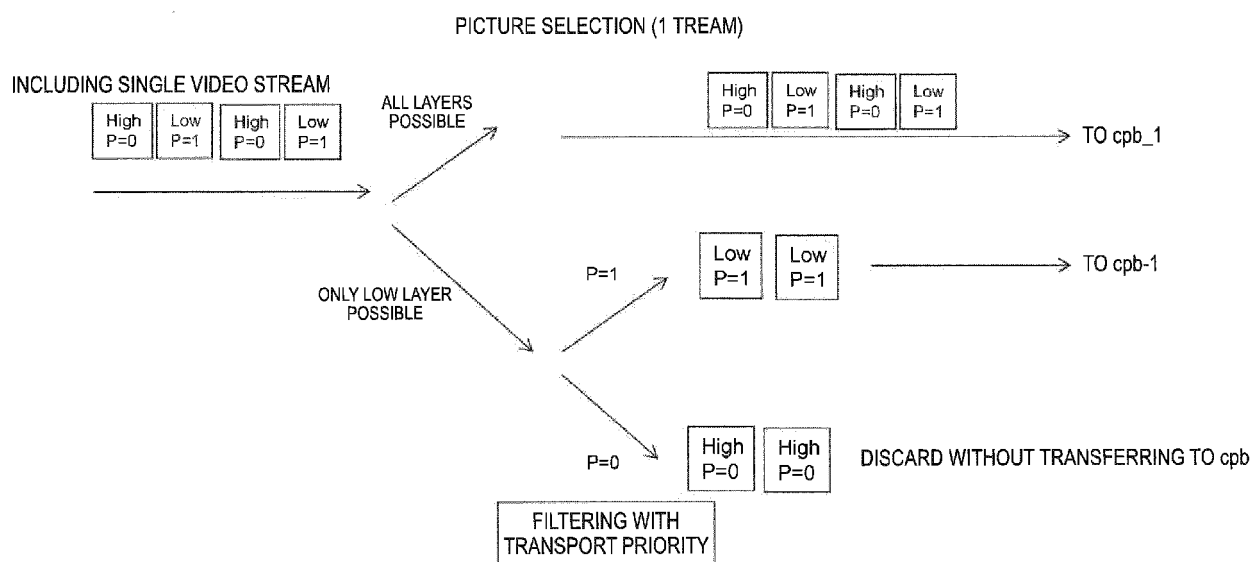 PICTURE SELECTION (1 TREAM)
INCLUDING SINGLE VIDEO STREAM
High P=0
Low P=1
High P=0
Low P=1
ALL LAYERS
POSSIBLE
High P=0
Low P=1
High P=0
Low P=1
TO cpb_1
ONLY LOW LAYER
POSSIBLE
P=1
Low P=1
Low P=1
TO cpb-1
P=0
High P=0
High P=0
DISCARD WITHOUT TRANSFERRING TO cpb
FILTERING WITH
TRANSPORT PRIORITY